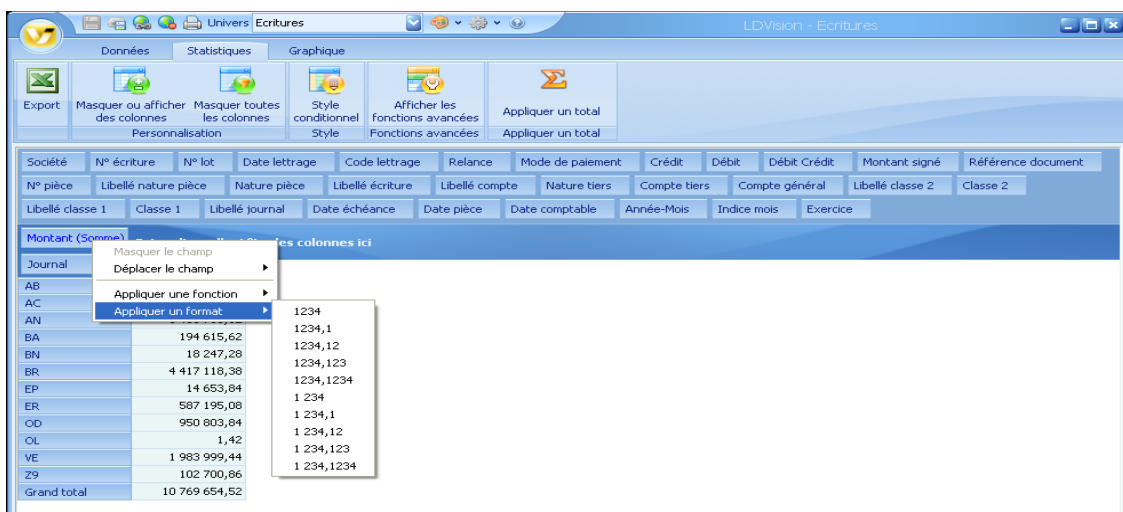 Univers Ecritures
LDVision - Ecritures
Données Statistiques Graphique
Export Masquer ou afficher des colonnes Masquer toutes les colonnes Style conditionnel Afficher les fonctions avancées Appliquer un total
Personnalisation Style Fonctions avancées Appliquer un total
Société N° écriture N° lot Date lettrage Code lettrage Relance Mode de paiement Crédit Débit Débit Crédit Montant signé Référence document
N° pièce Libellé nature pièce Nature pièce Libellé écriture Libellé compte Nature tiers Compte tiers Compte général Libellé classe 2 Classe 2
Libellé classe 1 Classe 1 Libellé journal Date échéance Date pièce Date comptable Année-Mois Indice mois Exercice
Montant (Somme) colonnes ici
Masquer le champ
Journal
Déplacer le champ
AB
Appliquer une fonction
AC
Appliquer un format
1234
AN
1234,1
BA 194 615,62
1234,12
BN 18 247,28
1234,123
BR 4 417 118,38
1234,1234
EP 14 653,84
1 234
ER 587 195,08
1 234,1
OD 950 803,84
1 234,12
OL 1,42
1 234,123
VE 1 983 999,44
1 234,1234
Z9 102 700,86
Grand total 10 769 654,52